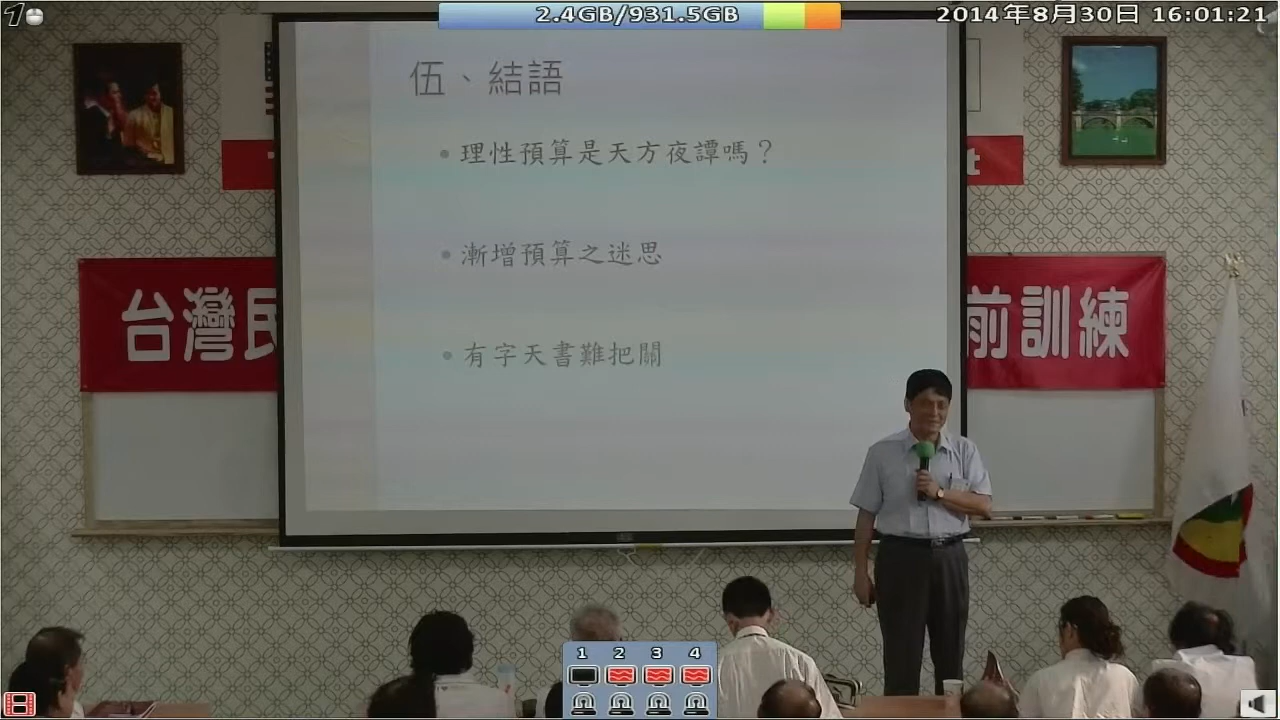 1
2.4GB/931.5GB
2014年8月30日 16:01:21
伍、結語
• 理性預算是天方夜譚嗎？
• 漸增預算之迷思
• 有字天書難把關
t
台灣民
前訓練
1 2 3 4